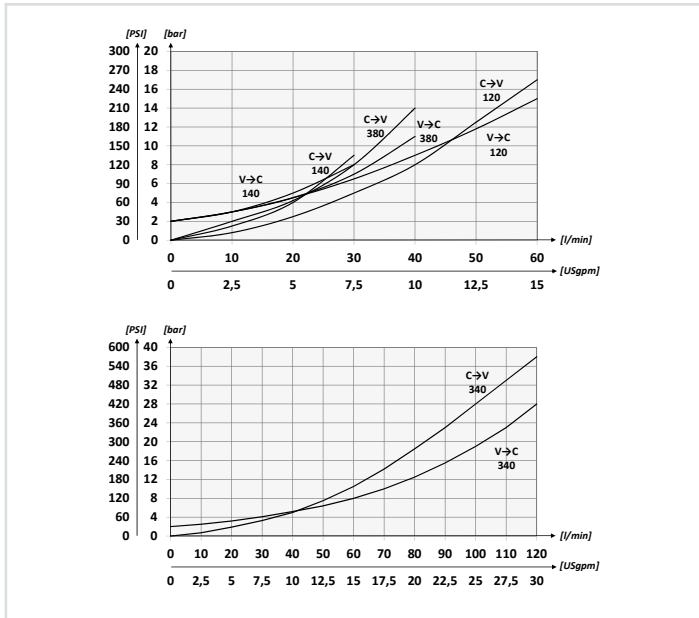 [PSI] [bar]
300 20
270 18
240 16
210 14
180 12
150 10
120 8
90 6
60 4
30 2
0 0
C→V
120
C→V
380
V→C
380
V→C
120
C→V
140
V→C
140
0 10 20 30 40 50 60 [l/min]
[USgpm]
0 2,5 5 7,5 10 12,5 15
[PSI] [bar]
600 40
540 36
480 32
420 28
360 24
300 20
240 16
180 12
120 8
60 4
0 0
C→V
340
V→C
340
0 10 20 30 40 50 60 70 80 90 100 110 120 [l/min]
[USgpm]
0 2,5 5 7,5 10 12,5 15 17,5 20 22,5 25 27,5 30